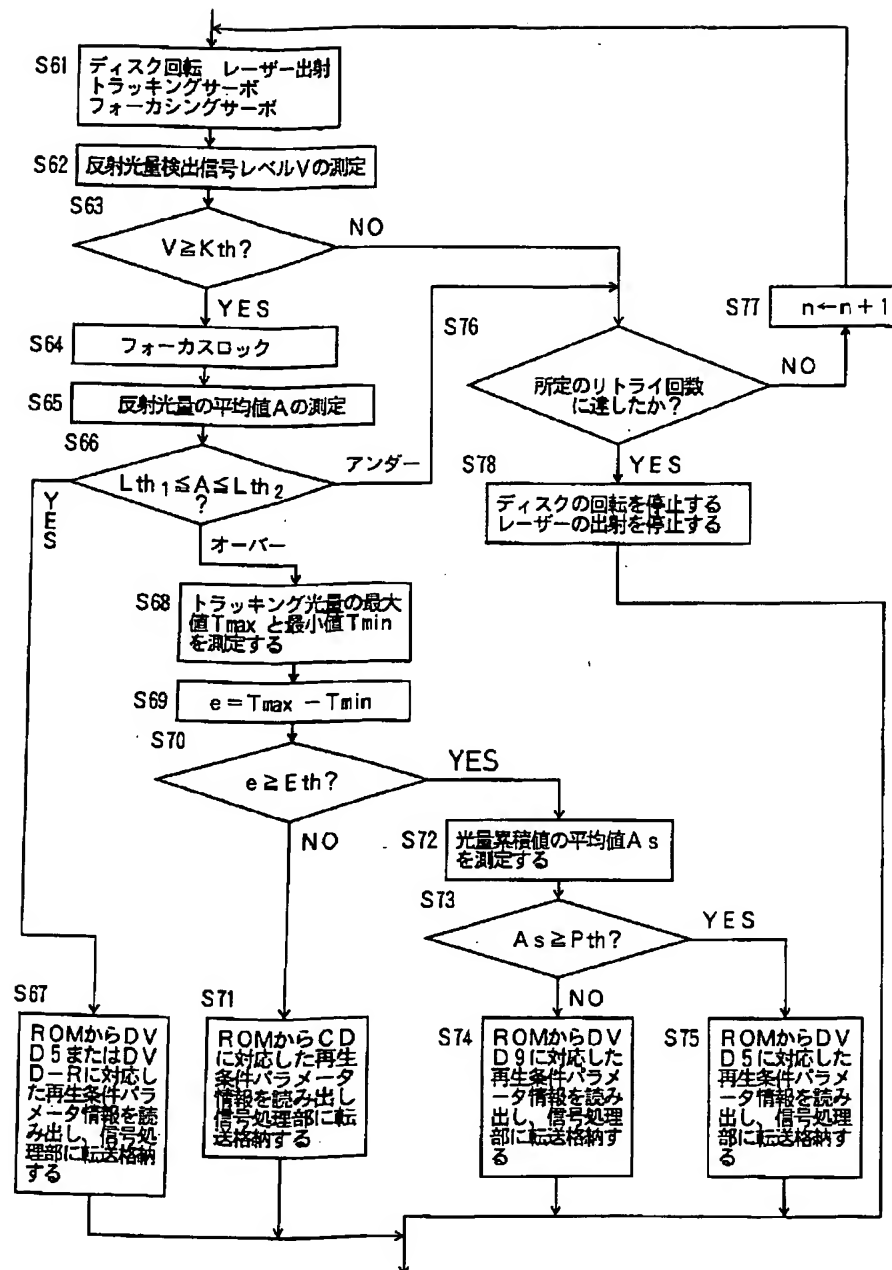 S61
ディスク回転 レーザー出射
トラッキングサーボ
フォーカシングサーボ
S62
反射光量検出信号レベルVの測定
S63
V≧Kth?
NO
YES
S64
フォーカスロック
S65
反射光量の平均値Aの測定
S66
Lth1≦A≦Lth2
?
アンダー
YES
オーバー
S76
所定のリトライ回数
に達したか?
NO
S77
n←n+1
YES
S78
ディスクの回転を停止する
レーザーの出射を停止する
S68
トラッキング光量の最大
値Tmax と最小値Tmin
を測定する
S69
e=Tmax −Tmin
S70
e≧Eth?
YES
NO
S72
光量累積値の平均値As
を測定する
S73
As≧Pth?
YES
NO
S67
ROMからDV
D5またはDV
D−Rに対応し
た再生条件パラ
メータ情報を読
み出し、信号処
理部に転送格納
する
S71
ROMからCD
に対応した再生
条件パラメータ
情報を読み出し
信号処理部に転
送格納する
S74
ROMからDV
D9に対応した
再生条件パラメ
ータ情報を読み
出し、信号処理
部に転送格納す
る
S75
ROMからDV
D5に対応した
再生条件パラメ
ータ情報を読み
出し、信号処理
部に転送格納す
る